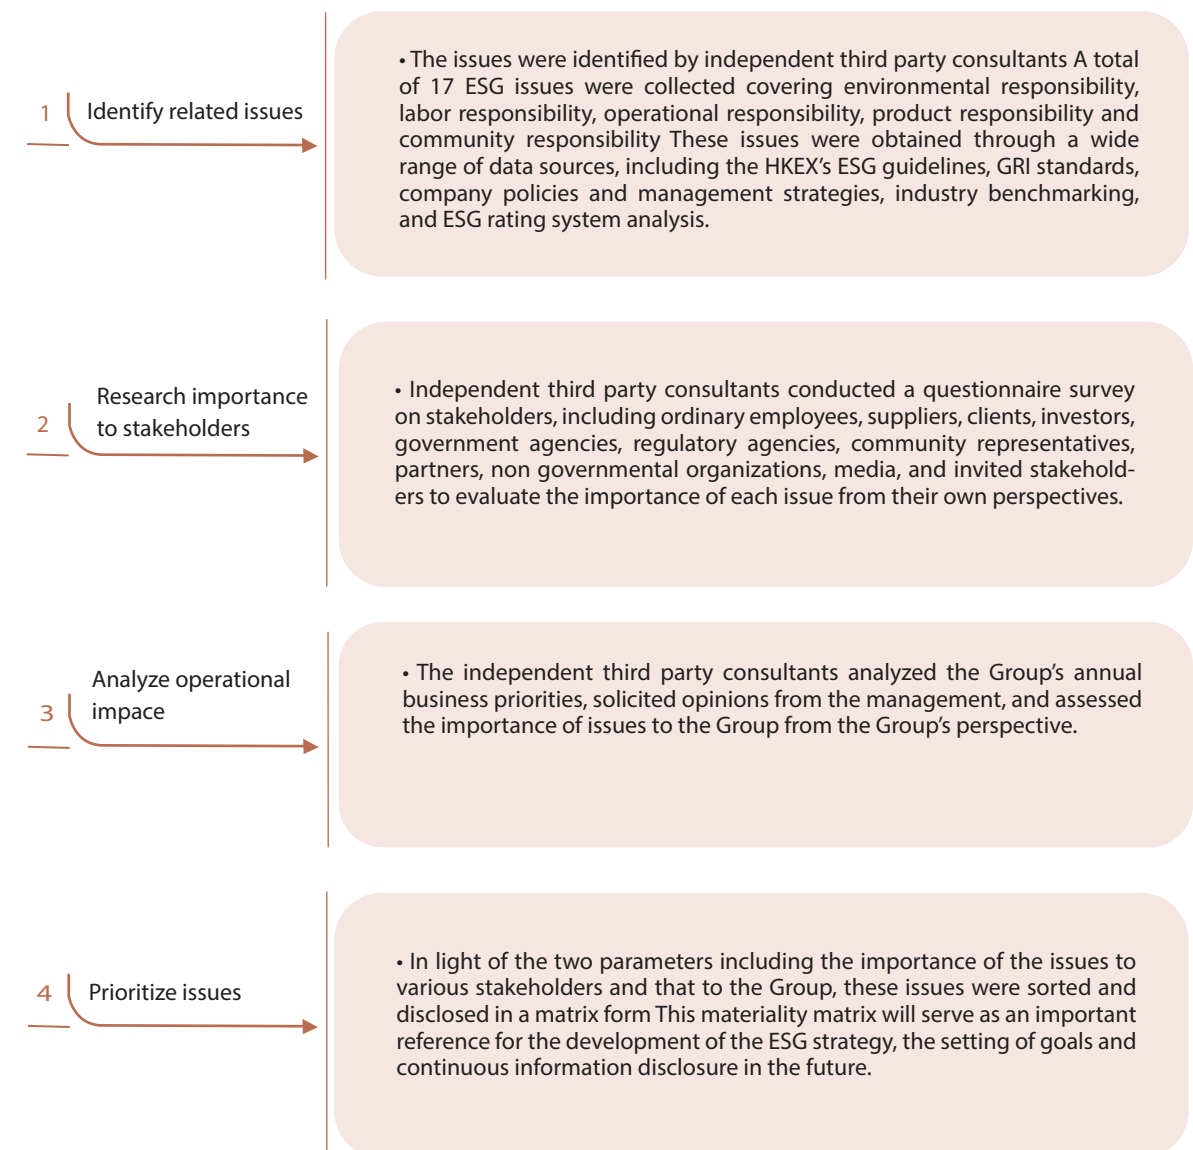 1
Identify related issues
• The issues were identified by independent third party consultants A total
of 17 ESG issues were collected covering environmental responsibility,
labor responsibility, operational responsibility, product responsibility and
community responsibility These issues were obtained through a wide
range of data sources, including the HKEX's ESG guidelines, GRI standards,
company policies and management strategies, industry benchmarking,
and ESG rating system analysis.
2
Research importance
to stakeholders
• Independent third party consultants conducted a questionnaire survey
on stakeholders, including ordinary employees, suppliers, clients, investors,
government agencies, regulatory agencies, community representatives,
partners, non governmental organizations, media, and invited stakehold-
ers to evaluate the importance of each issue from their own perspectives.
3
Analyze operational
impace
• The independent third party consultants analyzed the Group's annual
business priorities, solicited opinions from the management, and assessed
the importance of issues to the Group from the Group's perspective.
4
Prioritize issues
• In light of the two parameters including the importance of the issues to
various stakeholders and that to the Group, these issues were sorted and
disclosed in a matrix form This materiality matrix will serve as an important
reference for the development of the ESG strategy, the setting of goals and
continuous information disclosure in the future.